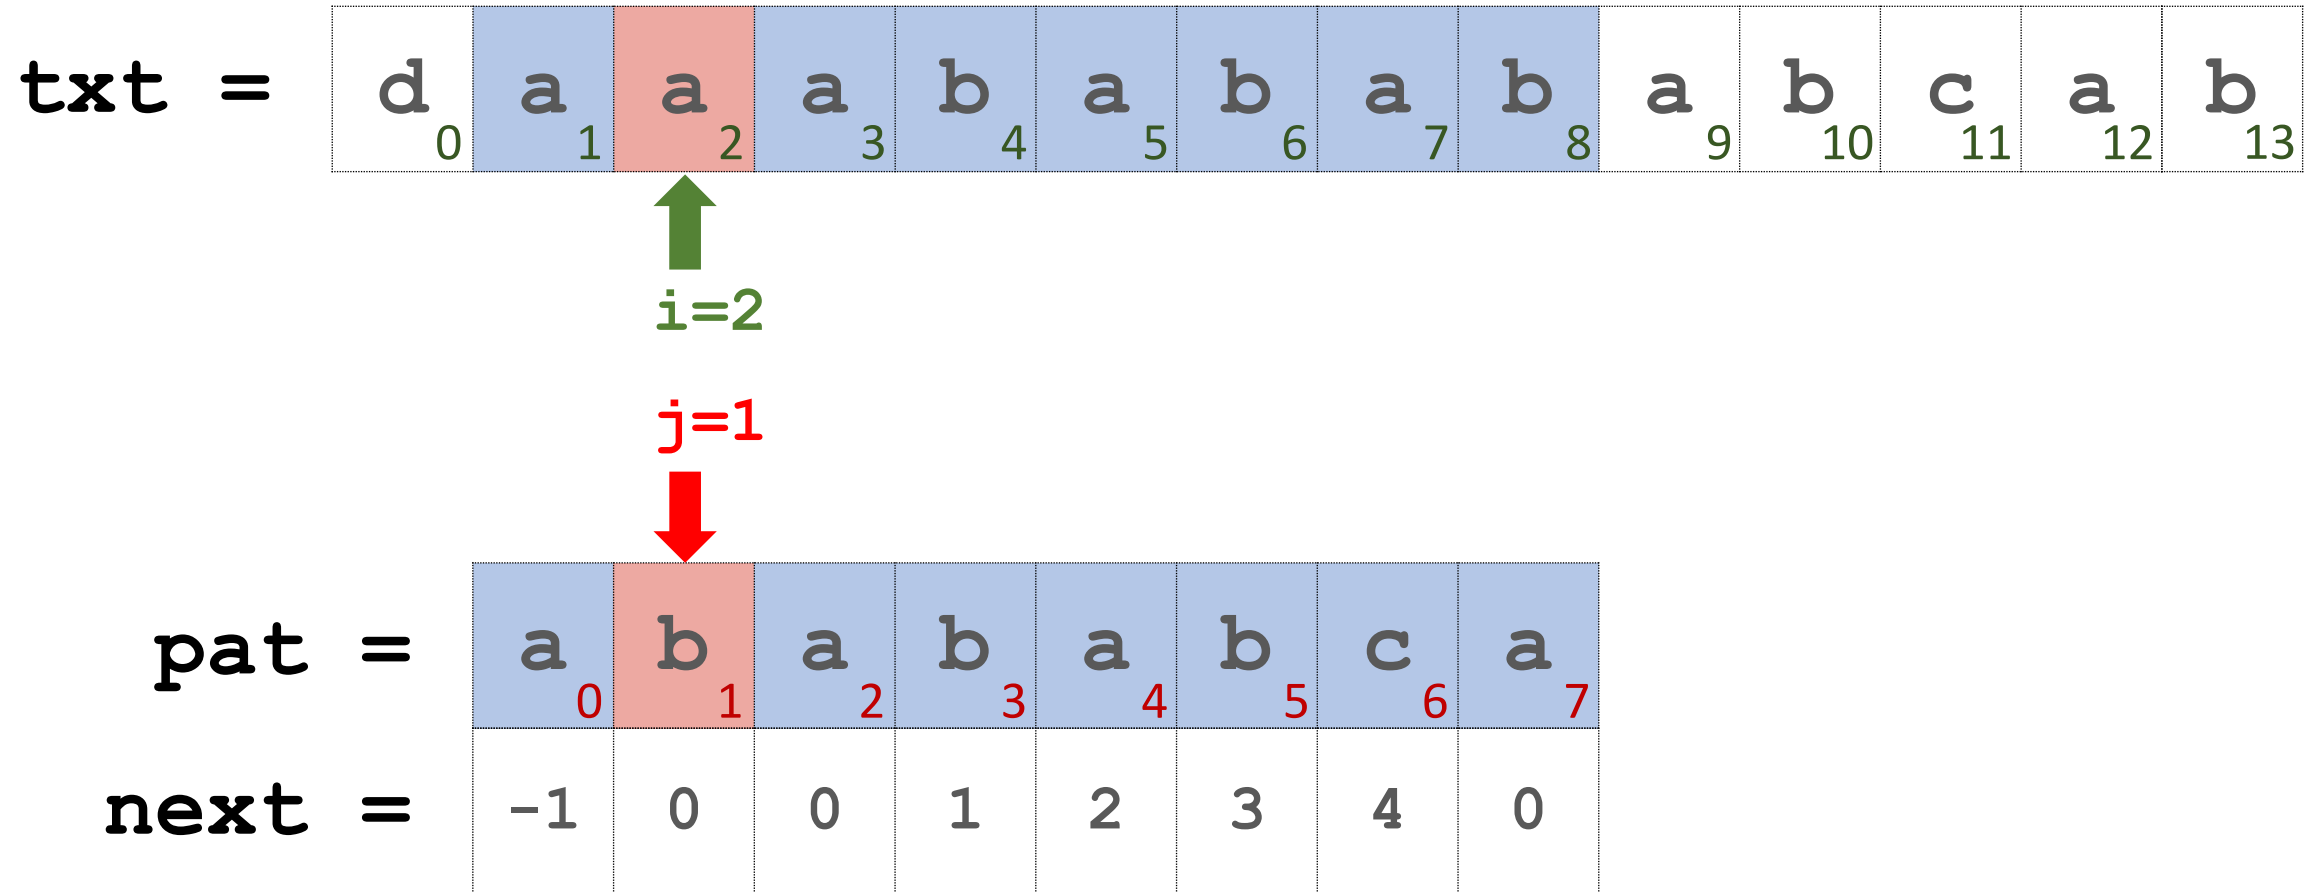 txt = d a a a b a b a b a b c a b
0 1 2 3 4 5 6 7 8 9 10 11 12 13
i=2
j=1
pat = a b a b a b c a
0 1 2 3 4 5 6 7
next = -1 0 0 1 2 3 4 0